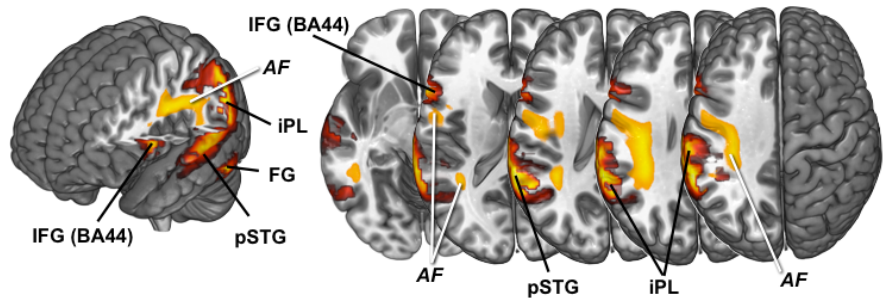 AF
iPL
FG
IFG (BA44)
pSTG
IFG (BA44)
AF
pSTG
iPL
AF